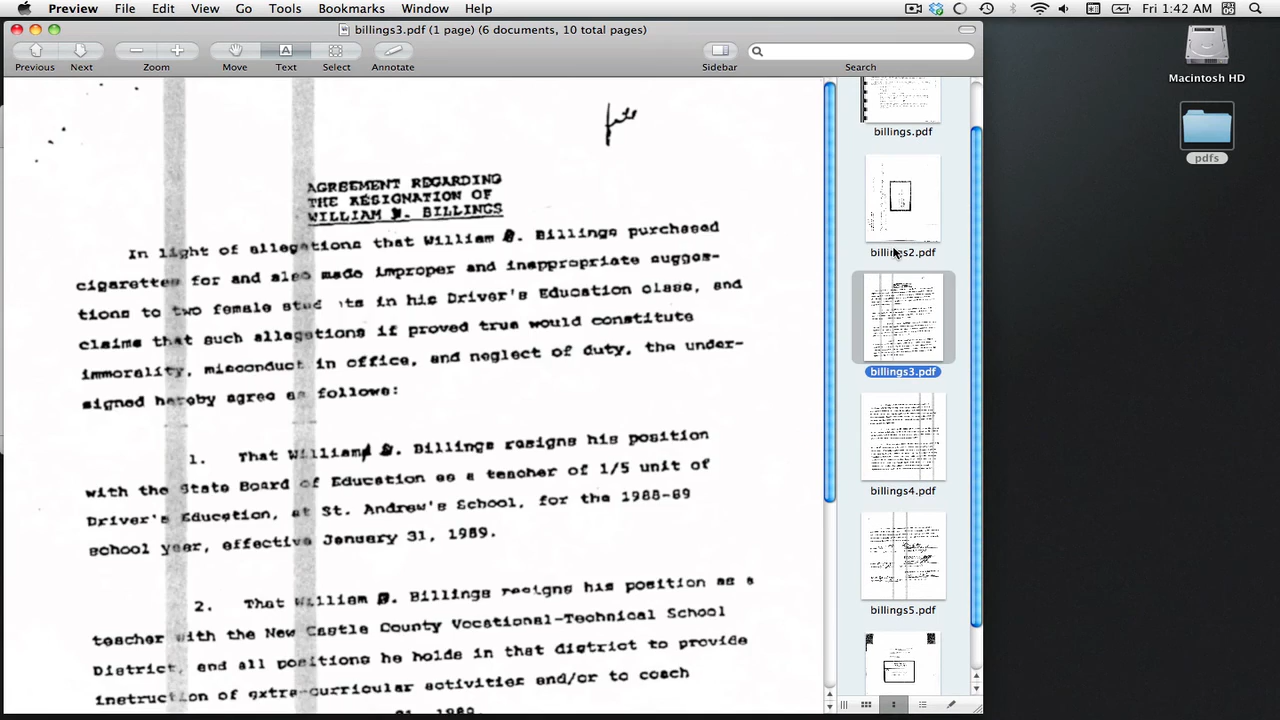 Preview File Edit View Go Tools Bookmarks Window Help Fri 1:42 AM
billings3.pdf (1 page) (6 documents, 10 total pages)
Previous Next Zoom Move Text Select Annotate Sidebar Search
Macintosh HD
pdfs
AGREEMENT REGARDING
THE RESIGNATION OF
WILLIAM B. BILLINGS
In light of allegations that William B. Billings purchased
cigarettes for and also made improper and inappropriate sugges-
tions to two female stud nts in his Driver's Education class, and
claims that such allegations if proved true would constitute
immorality, misconduct in office, and neglect of duty, the under-
signed hereby agree as follows:
1. That William B. Billings resigns his position
with the State Board of Education as a teacher of 1/5 unit of
Driver's Education, at St. Andrew's School, for the 1988-89
school year, effective January 31, 1989.
2. That William B. Billings resigns his position as a
teacher with the New Castle County Vocational-Technical School
District, and all positions he holds in that district to provide
instruction of extra-curricular activities and/or to coach
31, 1989.
billings.pdf
billings2.pdf
billings3.pdf
billings4.pdf
billings5.pdf